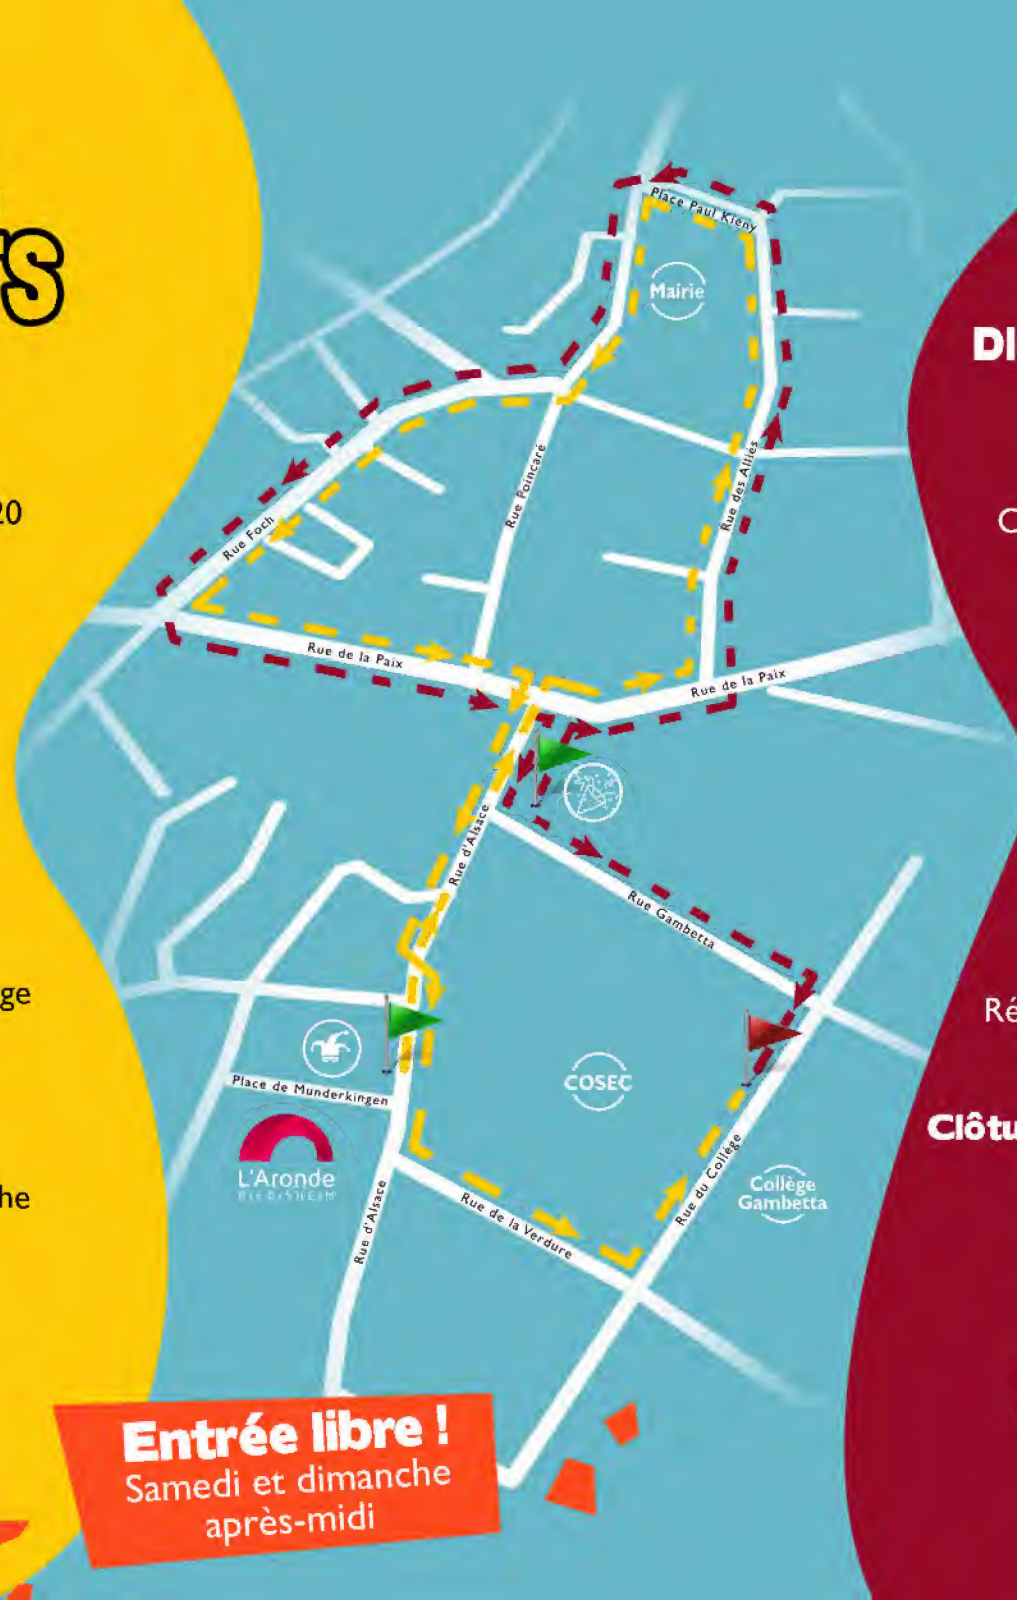 TS
Place Paul Kieny
Mairie
DI
20
C
Rue Poincaré
Rue des Alliés
Rue Foch
Rue de la Paix
Rue de la Paix
Rue d'Alsace
Rue Gambetta
ge
Ré
Place de Munderkingen
COSEC
Clôtu
L'Aronde
RIEDISHEIM
Collège
Gambetta
he
Rue d'Alsace
Rue de la Verdure
Rue du Collège
Entrée libre !
Samedi et dimanche
après-midi